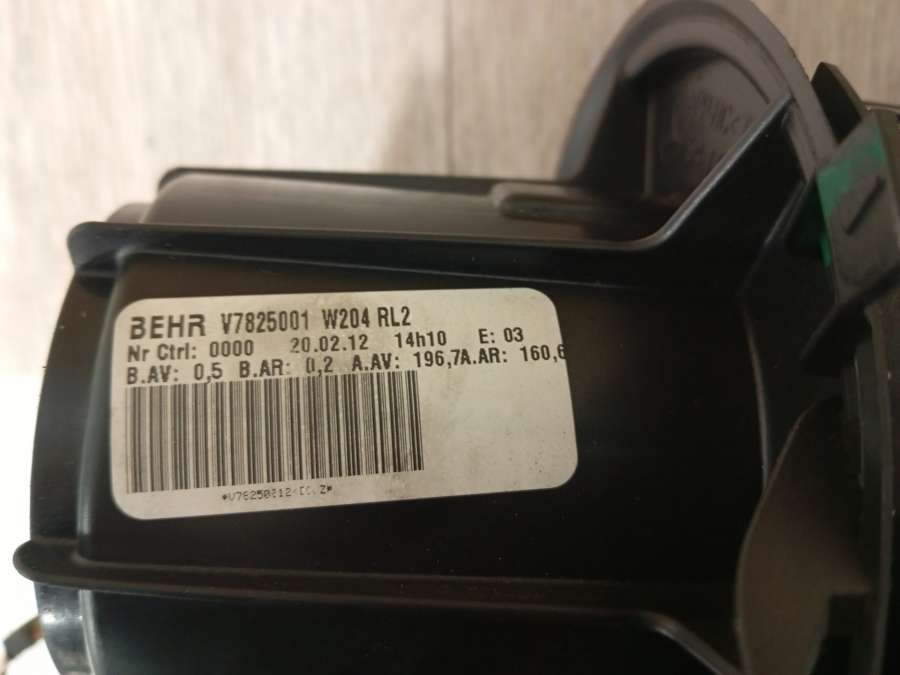 BEHR V7825001 W204 RL2
Nr Ctrl: 0000 20.02.12 14h10 E: 03
B.AV: 0,5 B.AR: 0,2 A.AV: 196,7A.AR: 160,6